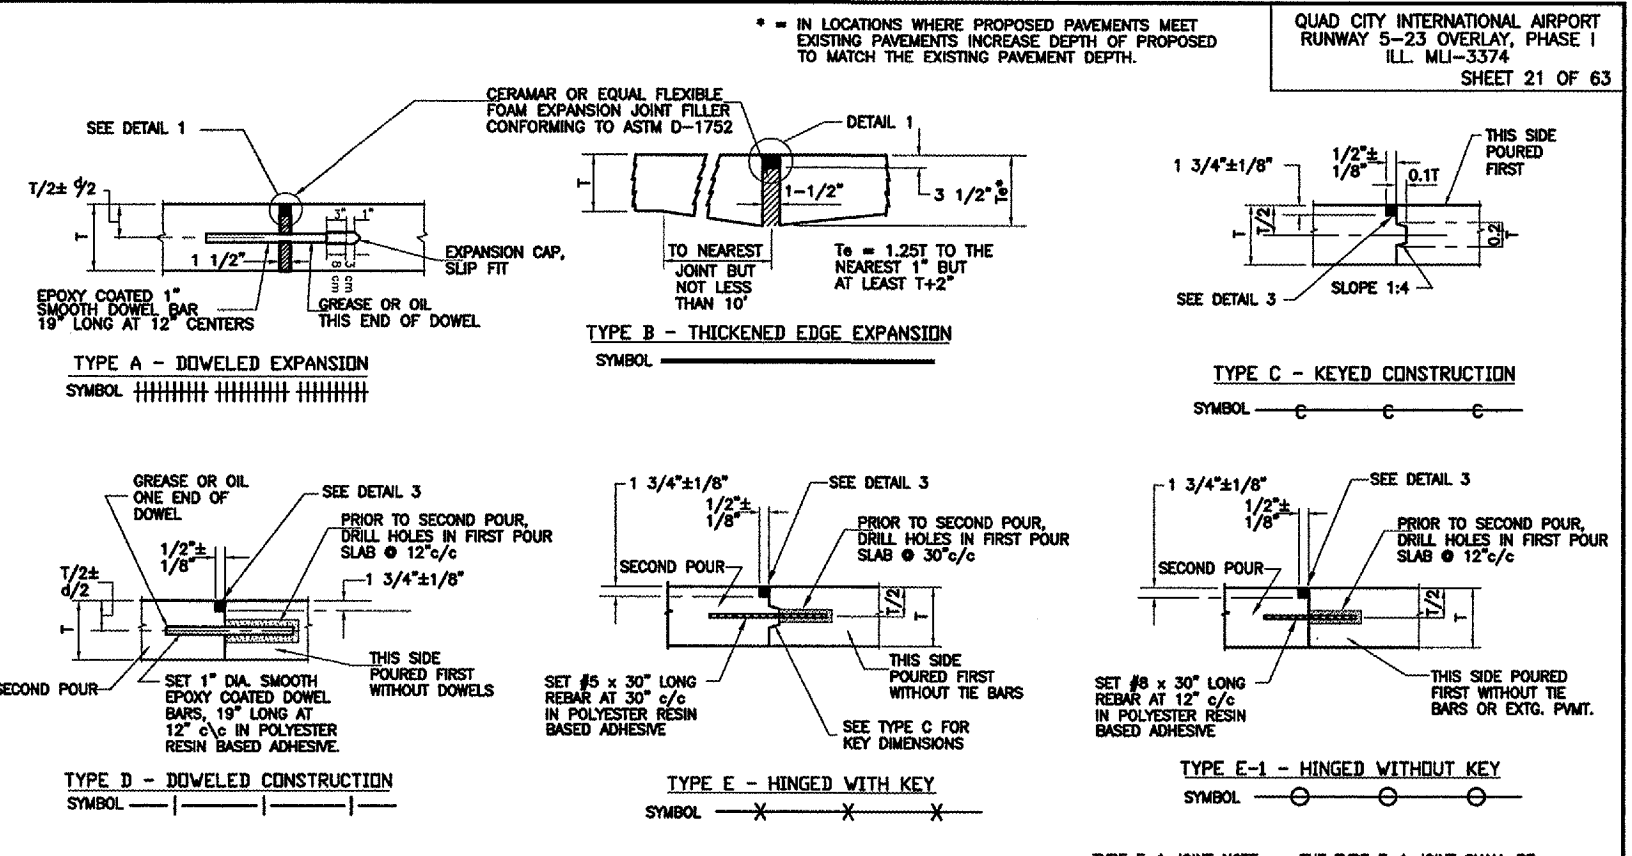 * = IN LOCATIONS WHERE PROPOSED PAVEMENTS MEET
EXISTING PAVEMENTS INCREASE DEPTH OF PROPOSED
TO MATCH THE EXISTING PAVEMENT DEPTH.
QUAD CITY INTERNATIONAL AIRPORT
RUNWAY 5-23 OVERLAY, PHASE I
ILL. MLI-3374
SHEET 21 OF 63
SEE DETAIL 1
CERAMAR OR EQUAL FLEXIBLE
FOAM EXPANSION JOINT FILLER
CONFORMING TO ASTM D-1752
T/2± d/2
T
3"
1"
1 1/2"
EXPANSION CAP,
SLIP FIT
EPOXY COATED 1"
SMOOTH DOWEL BAR
19" LONG AT 12" CENTERS
GREASE OR OIL
THIS END OF DOWEL
TYPE A - DOWELED EXPANSION
SYMBOL
DETAIL 1
T
1-1/2"
3 1/2"
Te*
TO NEAREST
JOINT BUT
NOT LESS
THAN 10'
Te = 1.25T TO THE
NEAREST 1" BUT
AT LEAST T+2"
TYPE B - THICKENED EDGE EXPANSION
SYMBOL
1 3/4"±1/8"
1/2"±
1/8"
0.1T
THIS SIDE
POURED
FIRST
T
T/2
0.2
T
SEE DETAIL 3
SLOPE 1:4
TYPE C - KEYED CONSTRUCTION
SYMBOL C C C
GREASE OR OIL
ONE END OF
DOWEL
SEE DETAIL 3
PRIOR TO SECOND POUR,
DRILL HOLES IN FIRST POUR
SLAB @ 12"c/c
1/2"±
1/8"
T/2±
d/2
1 3/4"±1/8"
T
SECOND POUR
SET 1" DIA. SMOOTH
EPOXY COATED DOWEL
BARS, 19" LONG AT
12" c\c IN POLYESTER
RESIN BASED ADHESIVE.
THIS SIDE
POURED FIRST
WITHOUT DOWELS
TYPE D - DOWELED CONSTRUCTION
SYMBOL
1 3/4"±1/8"
1/2"±
1/8"
SEE DETAIL 3
PRIOR TO SECOND POUR,
DRILL HOLES IN FIRST POUR
SLAB @ 30"c/c
SECOND POUR
T/2
T
SET #5 x 30" LONG
REBAR AT 30" c/c
IN POLYESTER RESIN
BASED ADHESIVE
THIS SIDE
POURED FIRST
WITHOUT TIE BARS
SEE TYPE C FOR
KEY DIMENSIONS
TYPE E - HINGED WITH KEY
SYMBOL
1 3/4"±1/8"
1/2"±
1/8"
SEE DETAIL 3
PRIOR TO SECOND POUR,
DRILL HOLES IN FIRST POUR
SLAB @ 12"c/c
SECOND POUR
T/2
T
SET #8 x 30" LONG
REBAR AT 12" c/c
IN POLYESTER RESIN
BASED ADHESIVE
THIS SIDE POURED
FIRST WITHOUT TIE
BARS OR EXTG. PVMT.
TYPE E-1 - HINGED WITHOUT KEY
SYMBOL